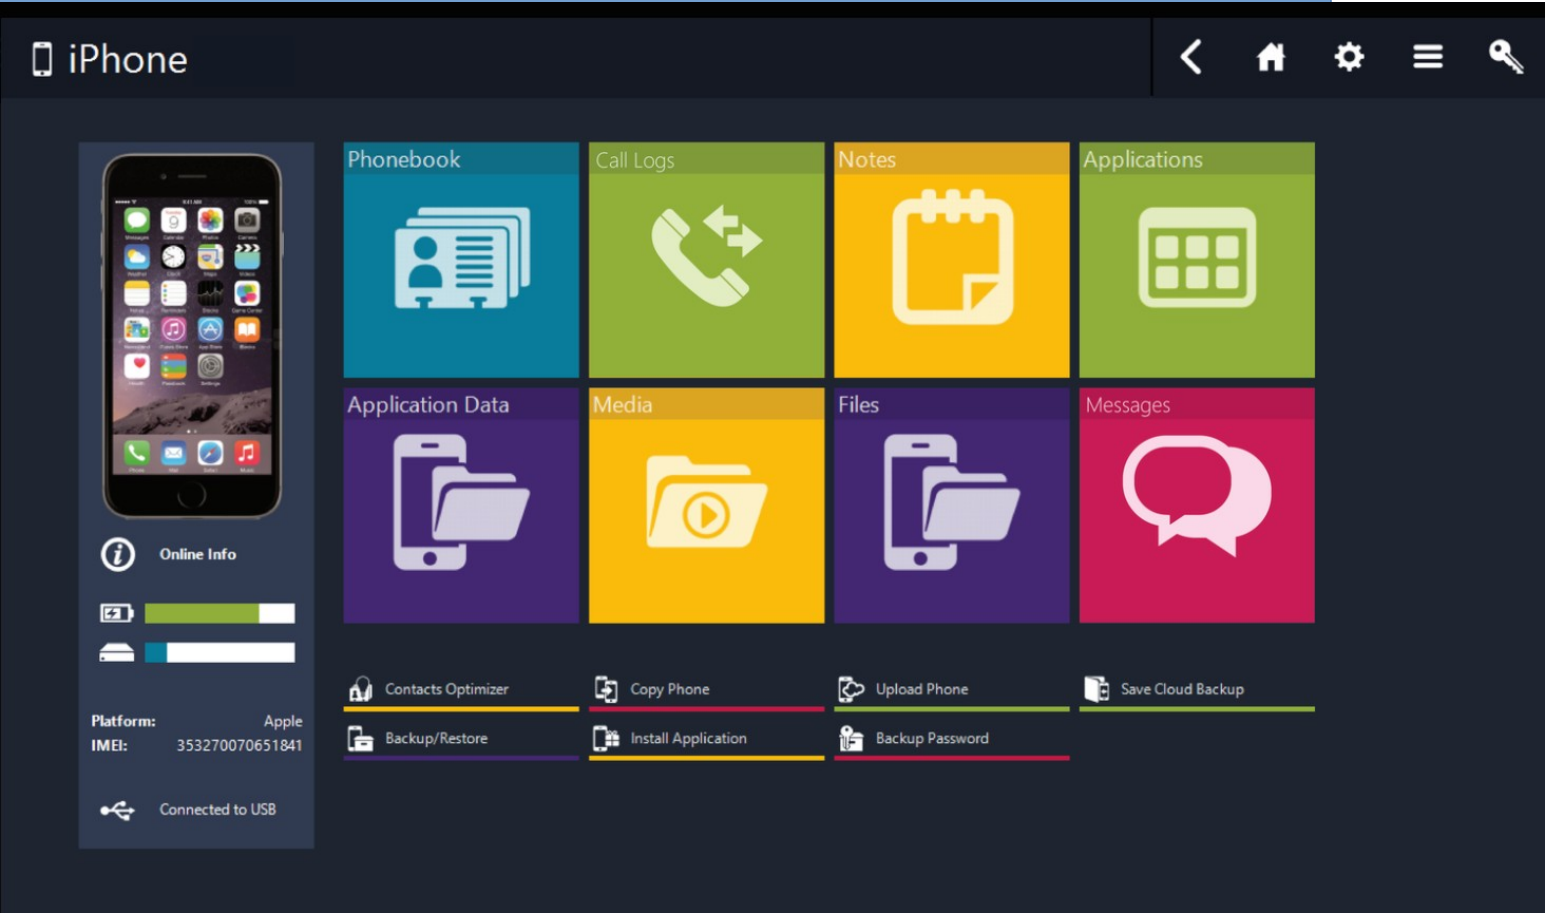 iPhone
Phonebook
Call Logs
Notes
Applications
Application Data
Media
Files
Messages
Online Info
Platform: Apple
IMEI: 353270070651841
Connected to USB
Contacts Optimizer
Copy Phone
Upload Phone
Save Cloud Backup
Backup/Restore
Install Application
Backup Password